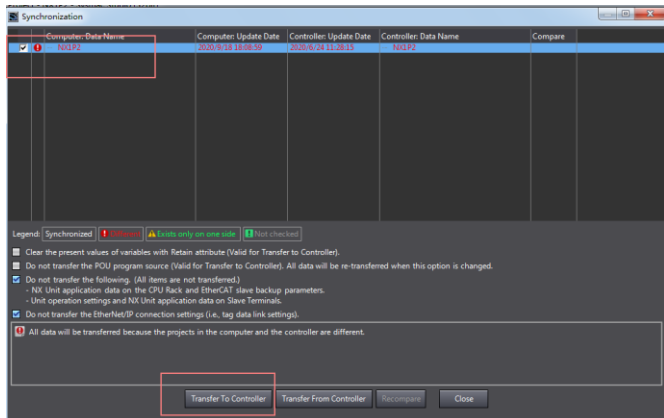 Synchronization
Computer: Data Name Computer: Update Date Controller: Update Date Controller: Data Name Compare
NX1P2 2020/9/18 18:08:59 2020/6/24 11:28:15 NX1P2
Legend: Synchronized Exists only on one side Not checked
Clear the present values of variables with Retain attribute (Valid for Transfer to Controller).
Do not transfer the POU program source (Valid for Transfer to Controller). All data will be re-transferred when this option is changed.
Do not transfer the following. (All items are not transferred.)
- NX Unit application data on the CPU Rack and EtherCAT slave backup parameters.
- Unit operation settings and NX Unit application data on Slave Terminals.
Do not transfer the EtherNet/IP connection settings (i.e., tag data link settings).
All data will be transferred because the projects in the computer and the controller are different.
Transfer To Controller Transfer From Controller Recompare Close